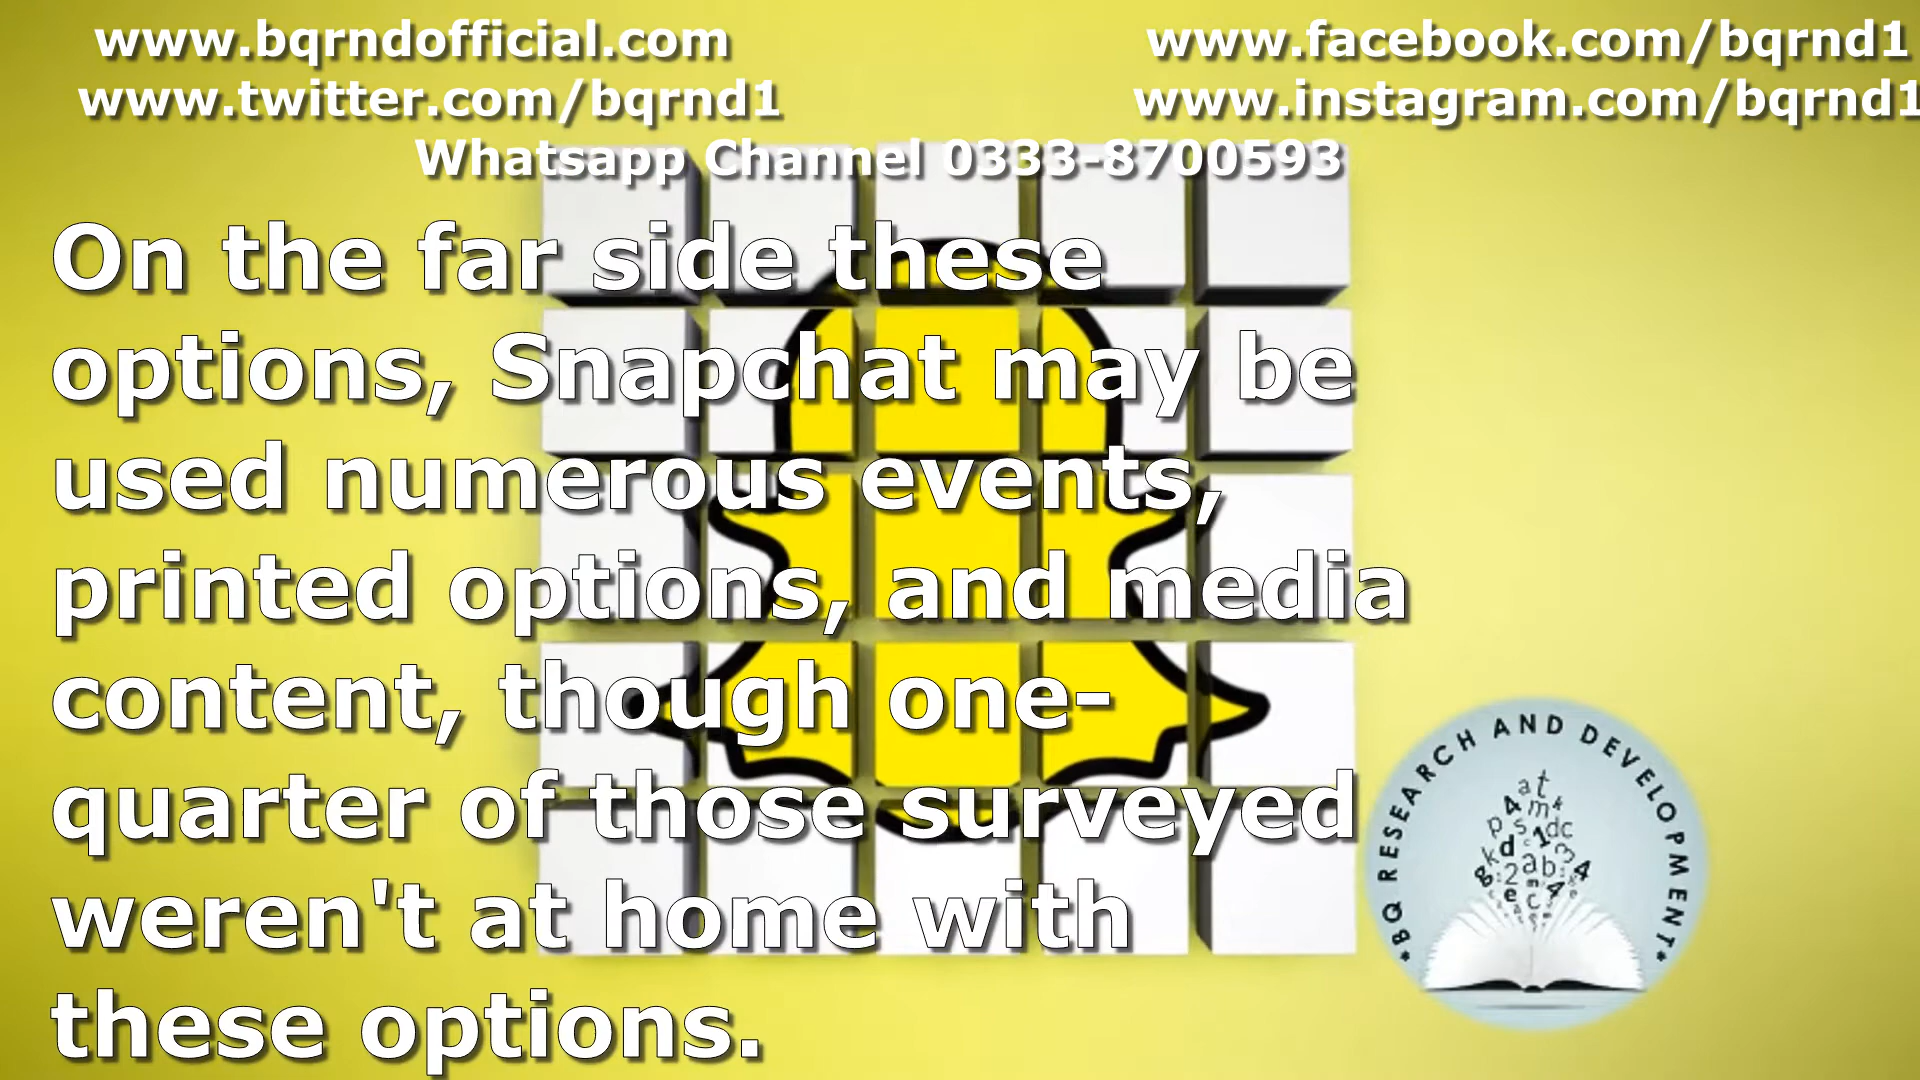 www.bqrndofficial.com
www.facebook.com/bqrnd1
www.twitter.com/bqrnd1
www.instagram.com/bqrnd1
Whatsapp Channel 0333-8700593
On the far side these
options, Snapchat may be
used numerous events,
printed options, and media
content, though one-
quarter of those surveyed
weren't at home with
these options.
*BQ RESEARCH AND DEVELOPMENT*